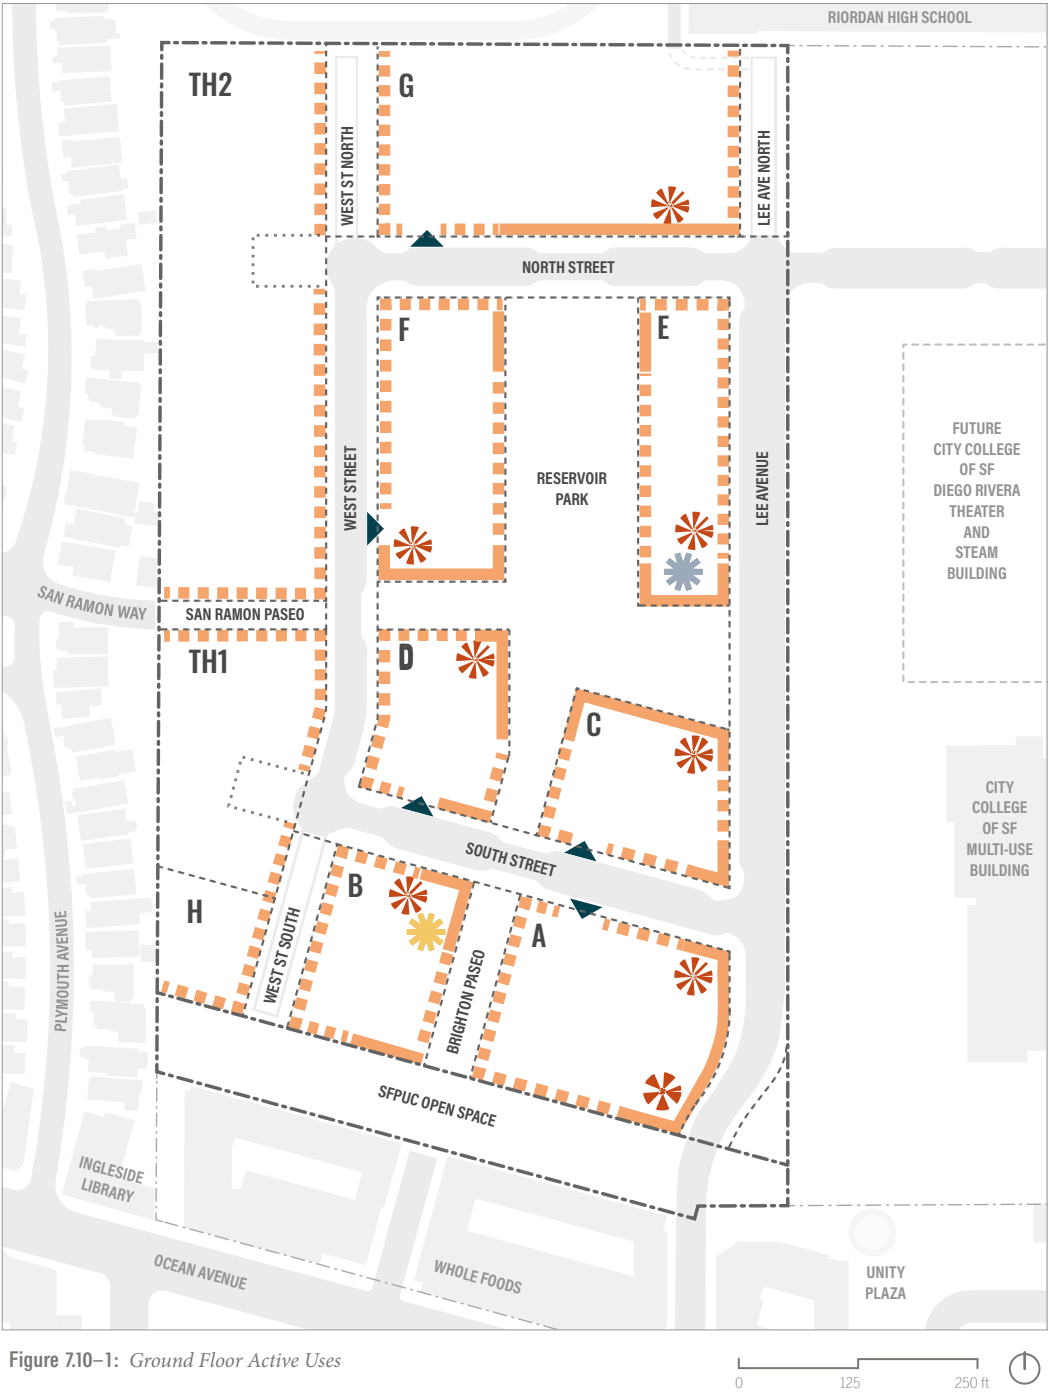 RIORDAN HIGH SCHOOL
TH2
G
WEST ST NORTH
LEE AVE NORTH
NORTH STREET
F
E
WEST STREET
RESERVOIR
PARK
LEE AVENUE
FUTURE
CITY COLLEGE
OF SF
DIEGO RIVERA
THEATER
AND
STEAM
BUILDING
SAN RAMON WAY
SAN RAMON PASEO
TH1
D
C
CITY
COLLEGE
OF SF
MULTI-USE
BUILDING
SOUTH STREET
B
H
A
WEST ST SOUTH
BRIGHTON PASEO
PLYMOUTH AVENUE
SFPUC OPEN SPACE
INGLESIDE
LIBRARY
OCEAN AVENUE
WHOLE FOODS
UNITY
PLAZA
Figure 7.10–1: Ground Floor Active Uses
0 125 250 ft